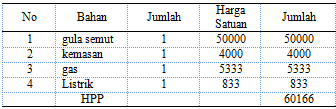 No Bahan Jumlah Harga Satuan Jumlah
1 gula semut 1 50000 50000
2 kemasan 1 4000 4000
3 gas 1 5333 5333
4 Listrik 1 833 833
HPP 60166